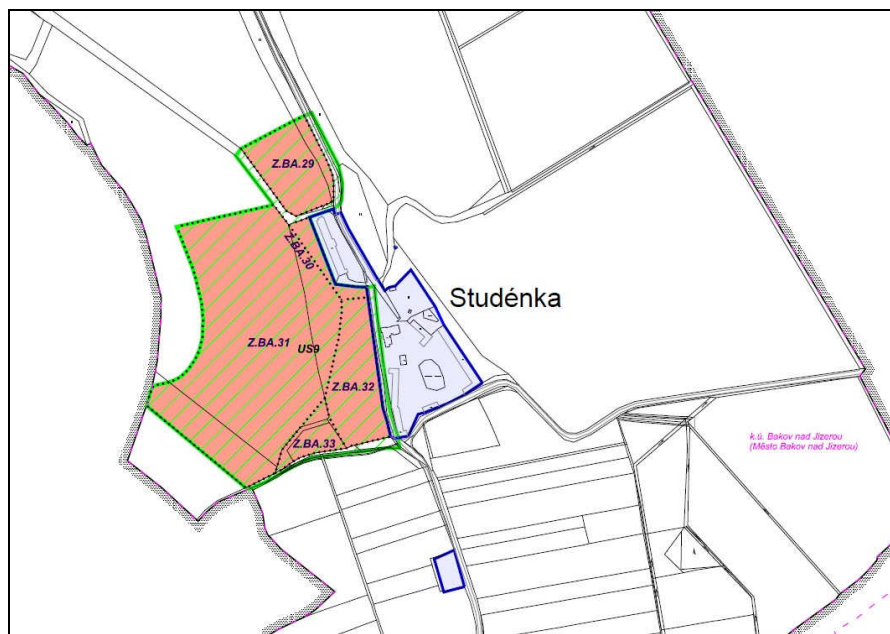 Z.BA.29
Z.BA.30
Studénka
Z.BA.31
US9
Z.BA.32
Z.BA.33
k.ú. Bakov nad Jizerou
(Město Bakov nad Jizerou)